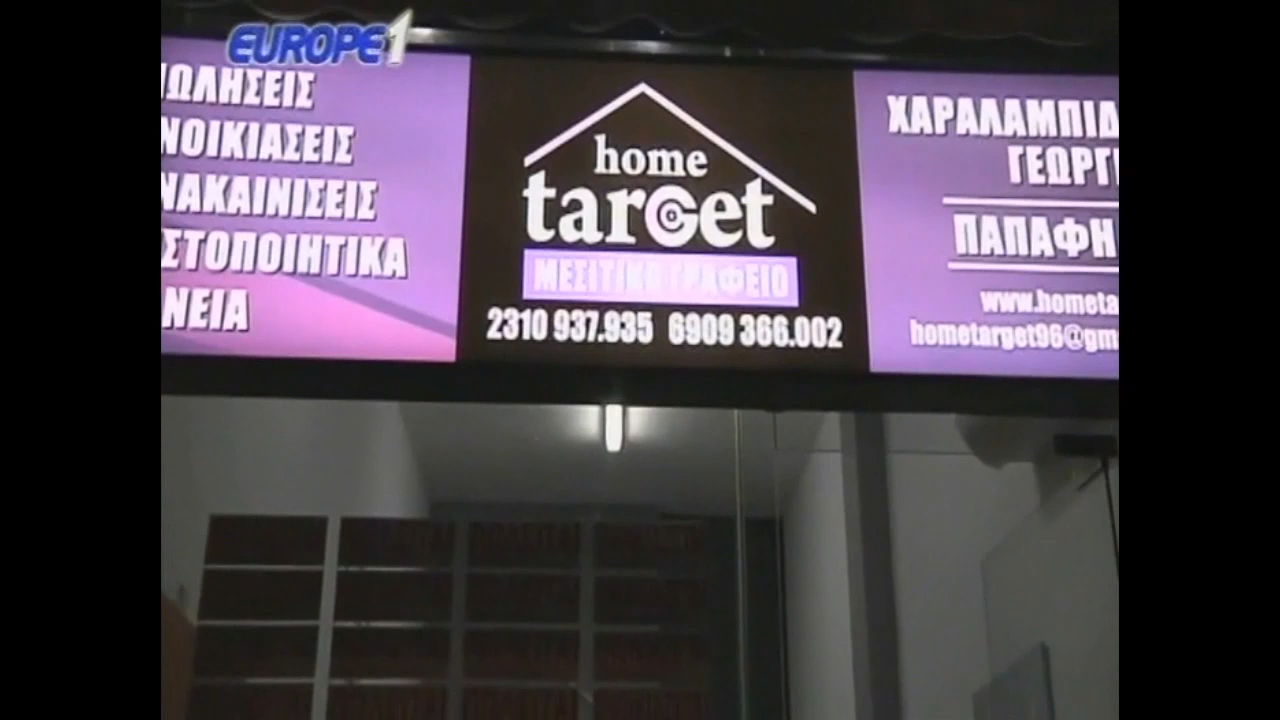 EUROPE1
ΩΛΗΣΕΙΣ
ΝΟΙΚΙΑΣΕΙΣ
ΝΑΚΑΙΝΙΣΕΙΣ
ΣΤΟΠΟΙΗΤΙΚΑ
ΝΕΙΑ
home
target
ΜΕΣΙΤΙΚΟ ΓΡΑΦΕΙΟ
2310 937.935 6909 366.002
ΧΑΡΑΛΑΜΠΙΔ
ΓΕΩΡΓΙ
ΠΑΠΑΦΗ
www.hometa
hometarget96@gm